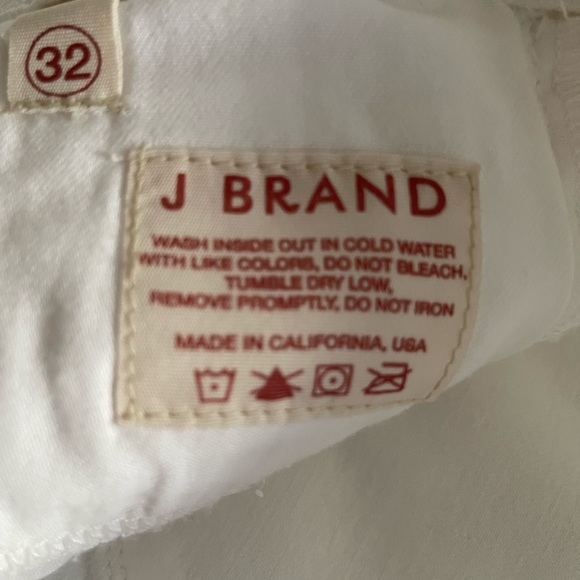 32
J BRAND
WASH INSIDE OUT IN COLD WATER
WITH LIKE COLORS, DO NOT BLEACH,
TUMBLE DRY LOW,
REMOVE PROMPTLY, DO NOT IRON
MADE IN CALIFORNIA, USA